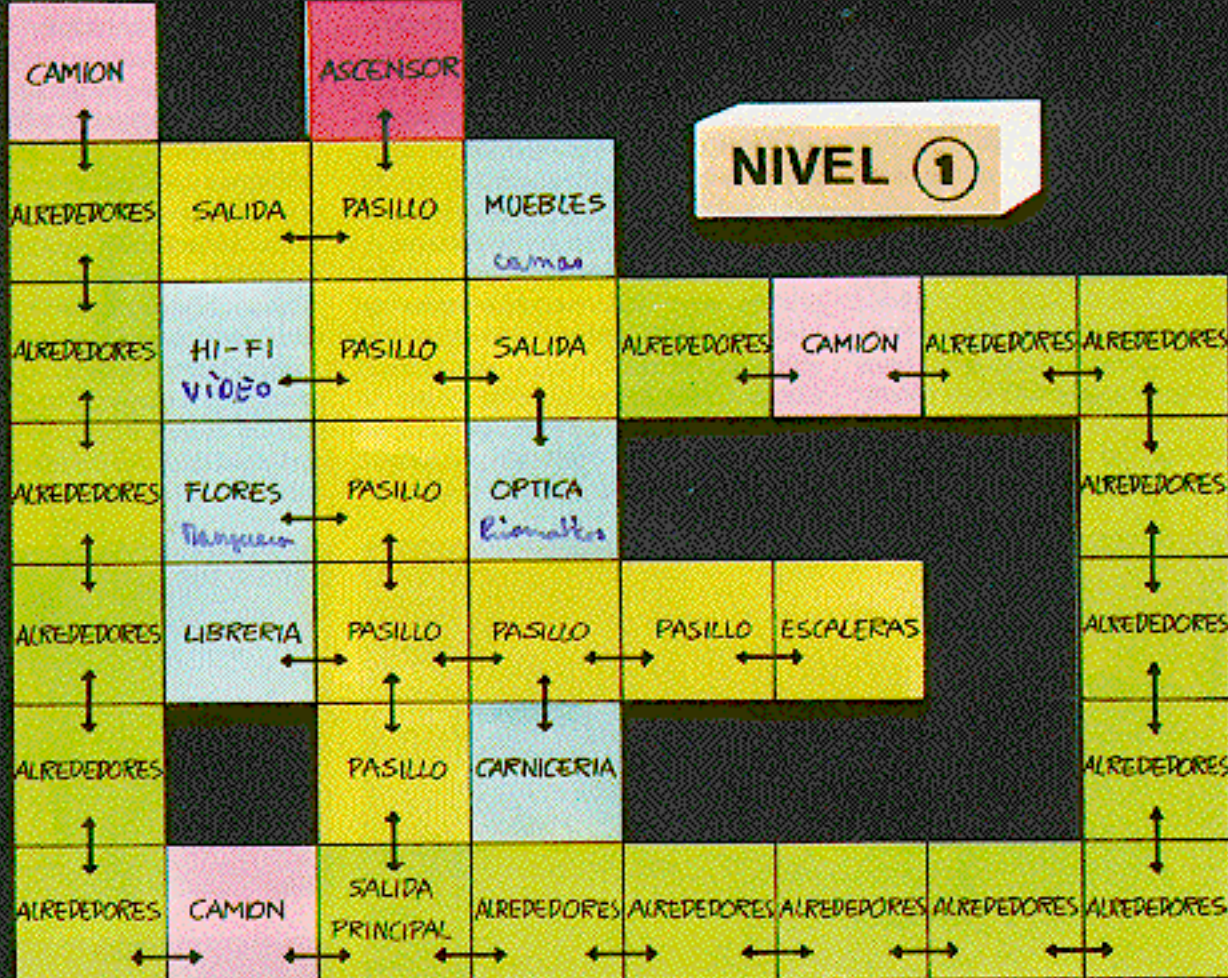 CAMION
ASCENSOR
NIVEL 1
ALREDEDORES
SALIDA
PASILLO
MUEBLES
camas
ALREDEDORES
HI-FI
VIDEO
PASILLO
SALIDA
ALREDEDORES
CAMION
ALREDEDORES
ALREDEDORES
ALREDEDORES
FLORES
PASILLO
OPTICA
ALREDEDORES
ALREDEDORES
LIBRERIA
PASILLO
PASILLO
PASILLO
ESCALERAS
ALREDEDORES
ALREDEDORES
PASILLO
CARNICERIA
ALREDEDORES
ALREDEDORES
CAMION
SALIDA
PRINCIPAL
ALREDEDORES
ALREDEDORES
ALREDEDORES
ALREDEDORES
ALREDEDORES